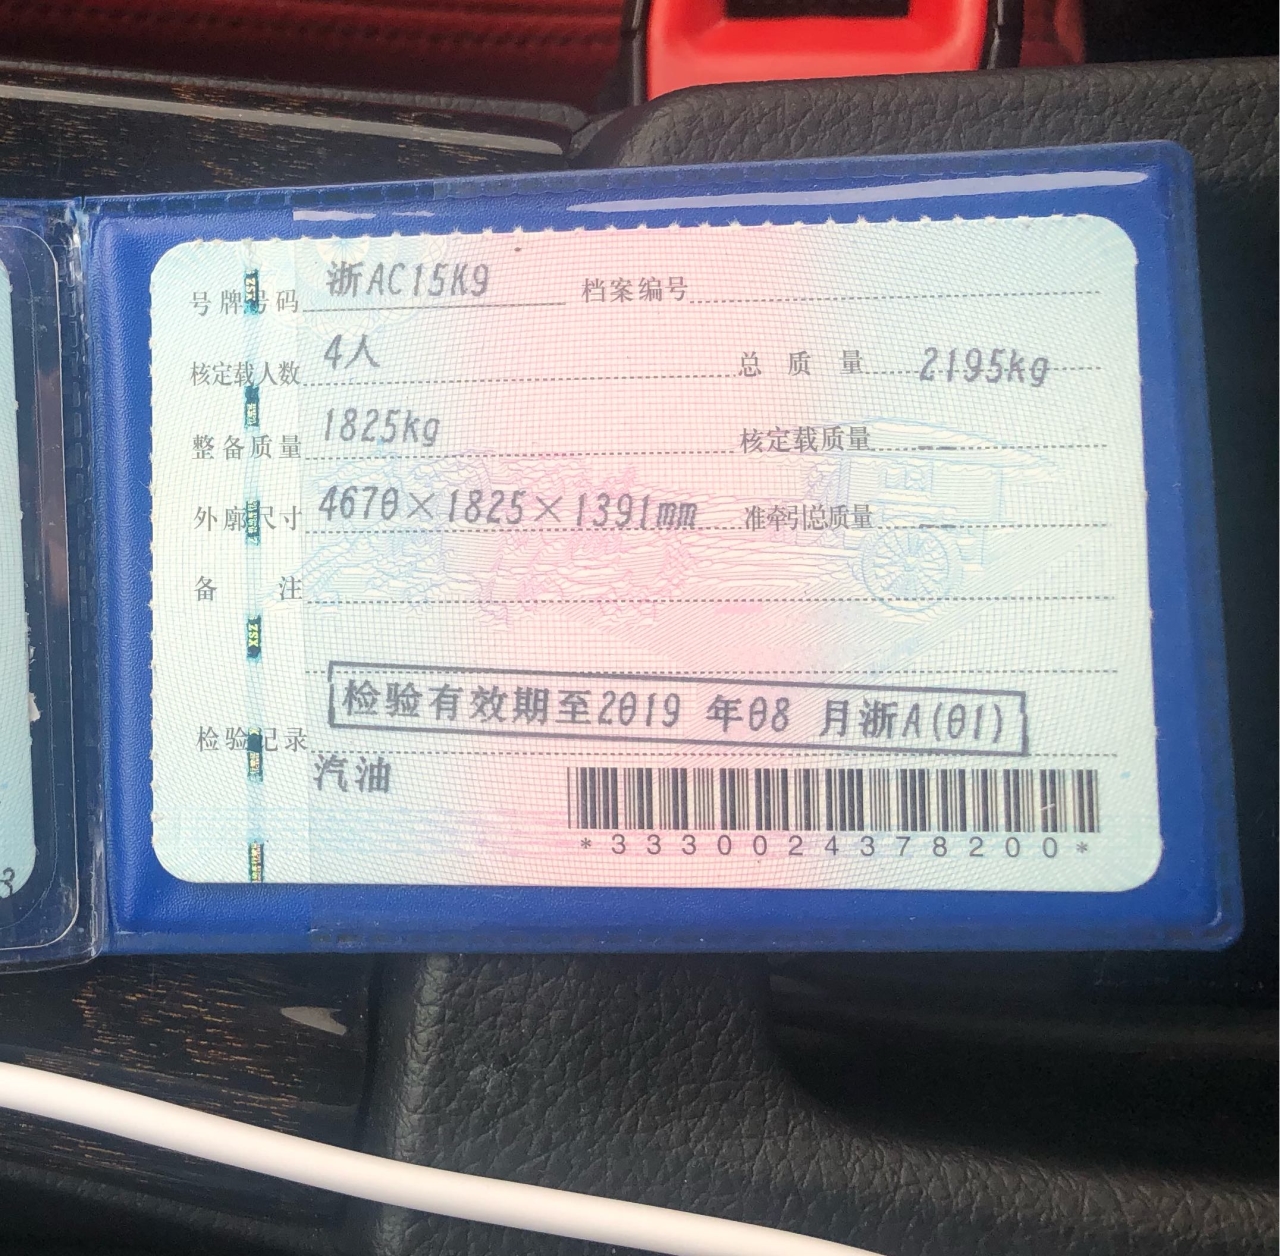 号牌号码 浙AC15K9 档案编号
核定载人数 4人 总质量 2195kg
整备质量 1825kg 核定载质量 --
外廓尺寸 4670×1825×1391mm 准牵引总质量 --
备注
检验有效期至2019 年08 月浙A(01)
检验记录
汽油
*3330024378200*
ZSX
3